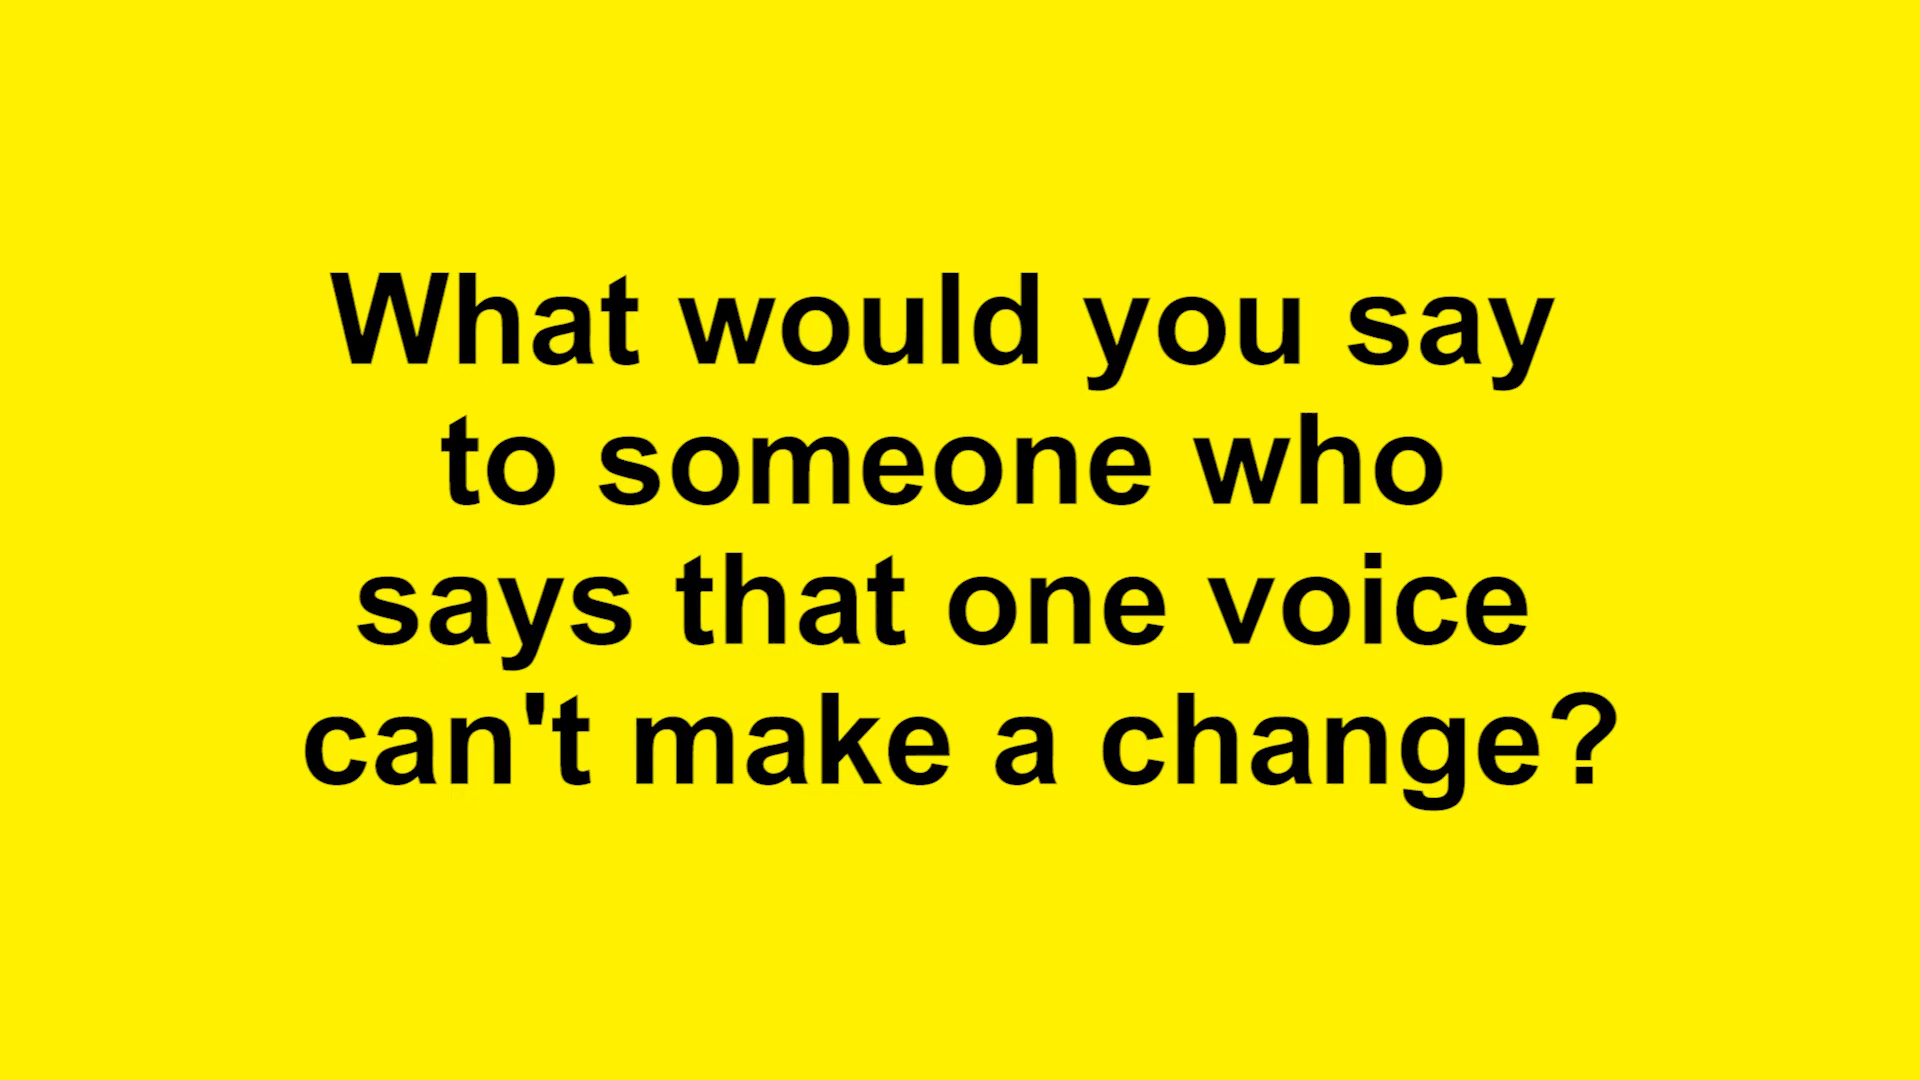 What would you say
to someone who
says that one voice
can't make a change?